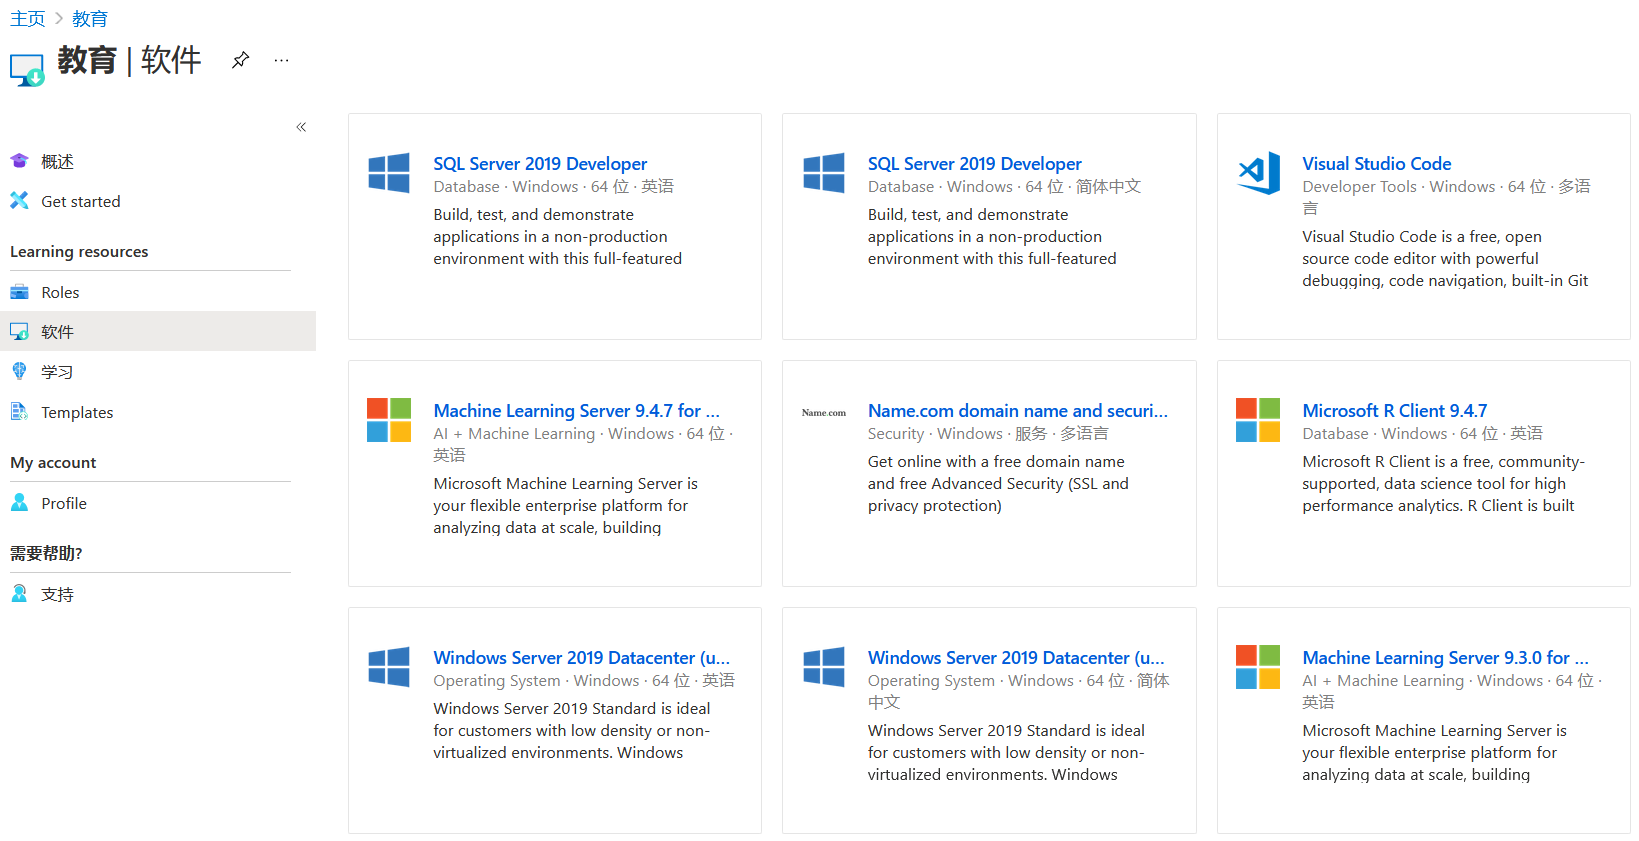 主页 > 教育
教育 | 软件
···
«
概述
Get started
Learning resources
Roles
软件
学习
Templates
My account
Profile
需要帮助?
支持
SQL Server 2019 Developer
Database · Windows · 64 位 · 英语
Build, test, and demonstrate
applications in a non-production
environment with this full-featured
SQL Server 2019 Developer
Database · Windows · 64 位 · 简体中文
Build, test, and demonstrate
applications in a non-production
environment with this full-featured
Visual Studio Code
Developer Tools · Windows · 64 位 · 多语
言
Visual Studio Code is a free, open
source code editor with powerful
debugging, code navigation, built-in Git
Machine Learning Server 9.4.7 for ...
AI + Machine Learning · Windows · 64 位 ·
英语
Microsoft Machine Learning Server is
your flexible enterprise platform for
analyzing data at scale, building
Name.com
Name.com domain name and securi...
Security · Windows · 服务 · 多语言
Get online with a free domain name
and free Advanced Security (SSL and
privacy protection)
Microsoft R Client 9.4.7
Database · Windows · 64 位 · 英语
Microsoft R Client is a free, community-
supported, data science tool for high
performance analytics. R Client is built
Windows Server 2019 Datacenter (u...
Operating System · Windows · 64 位 · 英语
Windows Server 2019 Standard is ideal
for customers with low density or non-
virtualized environments. Windows
Windows Server 2019 Datacenter (u...
Operating System · Windows · 64 位 · 简体
中文
Windows Server 2019 Standard is ideal
for customers with low density or non-
virtualized environments. Windows
Machine Learning Server 9.3.0 for ...
AI + Machine Learning · Windows · 64 位 ·
英语
Microsoft Machine Learning Server is
your flexible enterprise platform for
analyzing data at scale, building